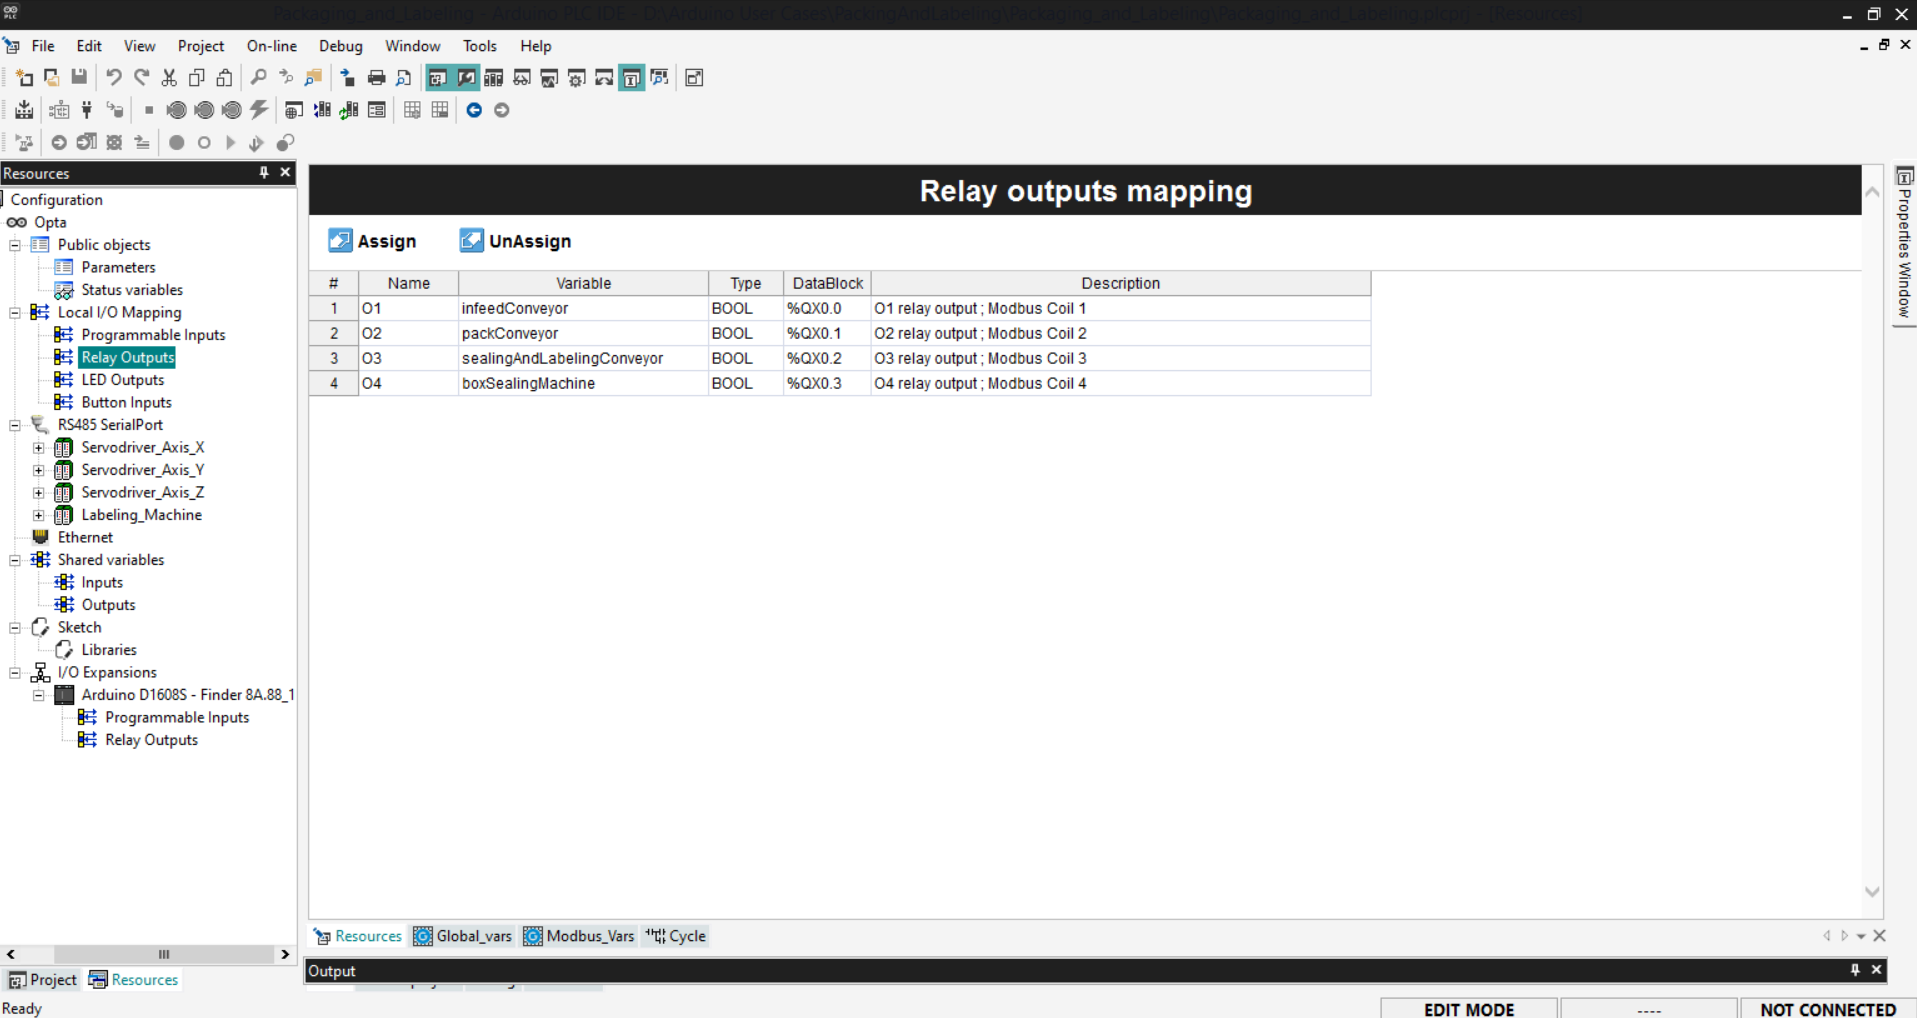 Packaging_and_Labeling - Arduino PLC IDE - D:\Arduino User Cases\PackingAndLabeling\Packaging_and_Labeling\Packaging_and_Labeling.plcprj - [Resources]
File Edit View Project On-line Debug Window Tools Help
Resources
Configuration
Opta
Public objects
Parameters
Status variables
Local I/O Mapping
Programmable Inputs
Relay Outputs
LED Outputs
Button Inputs
RS485 SerialPort
Servodriver_Axis_X
Servodriver_Axis_Y
Servodriver_Axis_Z
Labeling_Machine
Ethernet
Shared variables
Inputs
Outputs
Sketch
Libraries
I/O Expansions
Arduino D1608S - Finder 8A.88_1
Programmable Inputs
Relay Outputs
Project Resources
Relay outputs mapping
Assign UnAssign
# Name Variable Type DataBlock Description
1 O1 infeedConveyor BOOL %QX0.0 O1 relay output ; Modbus Coil 1
2 O2 packConveyor BOOL %QX0.1 O2 relay output ; Modbus Coil 2
3 O3 sealingAndLabelingConveyor BOOL %QX0.2 O3 relay output ; Modbus Coil 3
4 O4 boxSealingMachine BOOL %QX0.3 O4 relay output ; Modbus Coil 4
Resources Global_vars Modbus_Vars Cycle
Output
Properties Window
Ready EDIT MODE ---- NOT CONNECTED